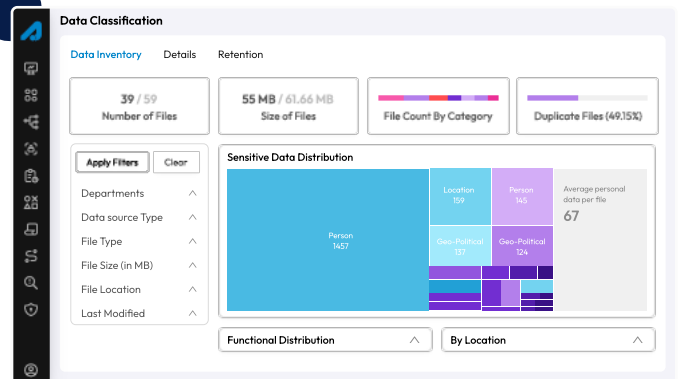 Data Classification
Data Inventory Details Retention
39 / 59
Number of Files
55 MB / 61.66 MB
Size of Files
File Count By Category
Duplicate Files (49.15%)
Apply Filters Clear
Departments
Data source Type
File Type
File Size (in MB)
File Location
Last Modified
Sensitive Data Distribution
Person
1457
Location
159
Person
145
Geo-Political
137
Geo-Political
124
Average personal
data per file
67
Functional Distribution
By Location